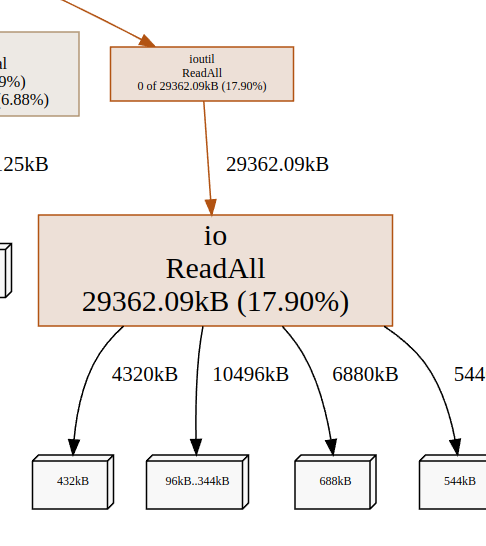 ioutil
ReadAll
0 of 29362.09kB (17.90%)
al
9%)
6.88%)
125kB
29362.09kB
io
ReadAll
29362.09kB (17.90%)
4320kB
10496kB
6880kB
544
432kB
96kB..344kB
688kB
544kB